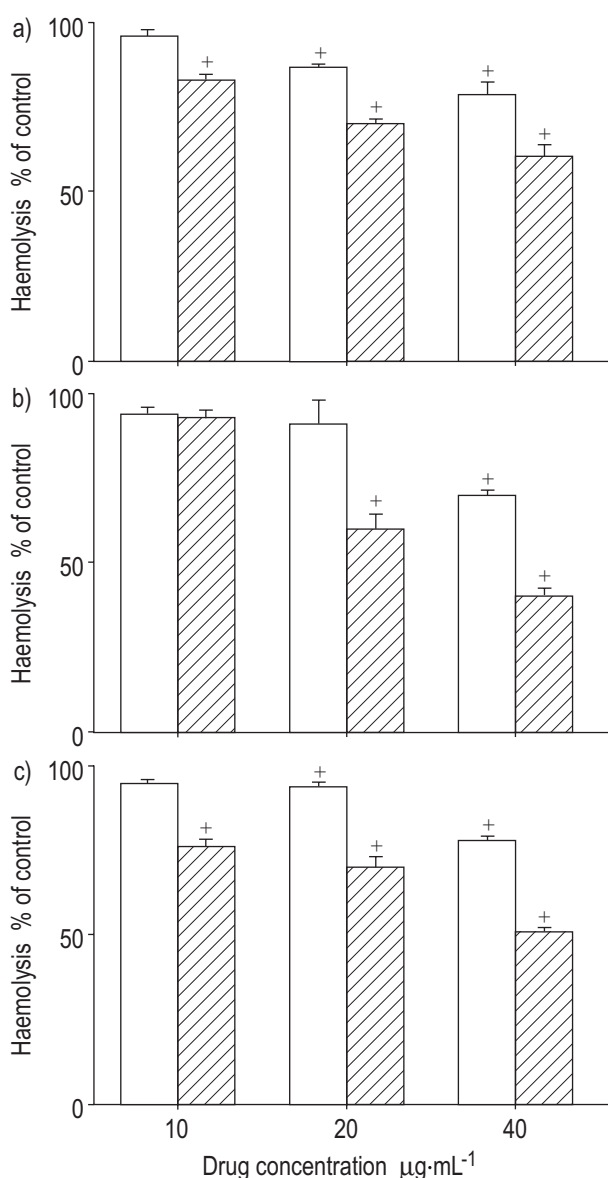 a)
100
50
0
Haemolysis % of control
+
+
+
+
+
b)
100
50
0
Haemolysis % of control
+
+
+
c)
100
50
0
Haemolysis % of control
+
+
+
+
+
10 20 40
Drug concentration µg·mL⁻¹